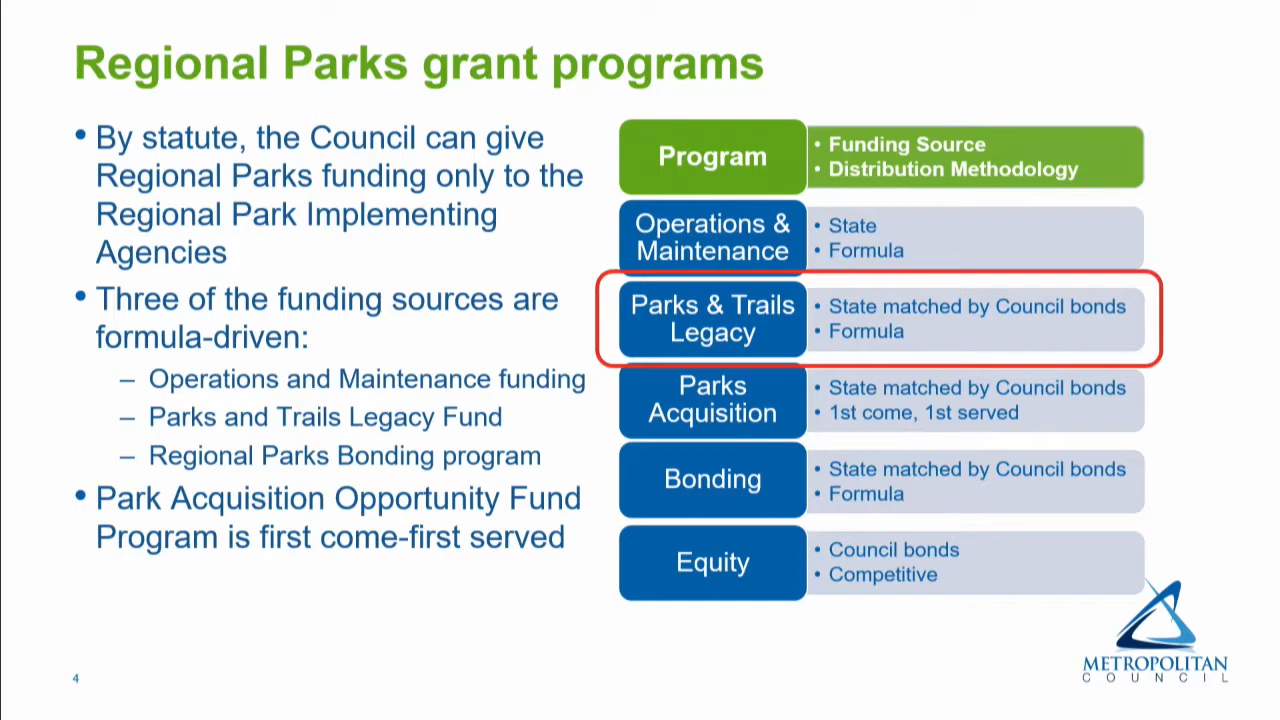 Regional Parks grant programs
• By statute, the Council can give
Regional Parks funding only to the
Regional Park Implementing
Agencies
• Three of the funding sources are
formula-driven:
– Operations and Maintenance funding
– Parks and Trails Legacy Fund
– Regional Parks Bonding program
• Park Acquisition Opportunity Fund
Program is first come-first served
Program
• Funding Source
• Distribution Methodology
Operations &
Maintenance
• State
• Formula
Parks & Trails
Legacy
• State matched by Council bonds
• Formula
Parks
Acquisition
• State matched by Council bonds
• 1st come, 1st served
Bonding
• State matched by Council bonds
• Formula
Equity
• Council bonds
• Competitive
METROPOLITAN
COUNCIL
4